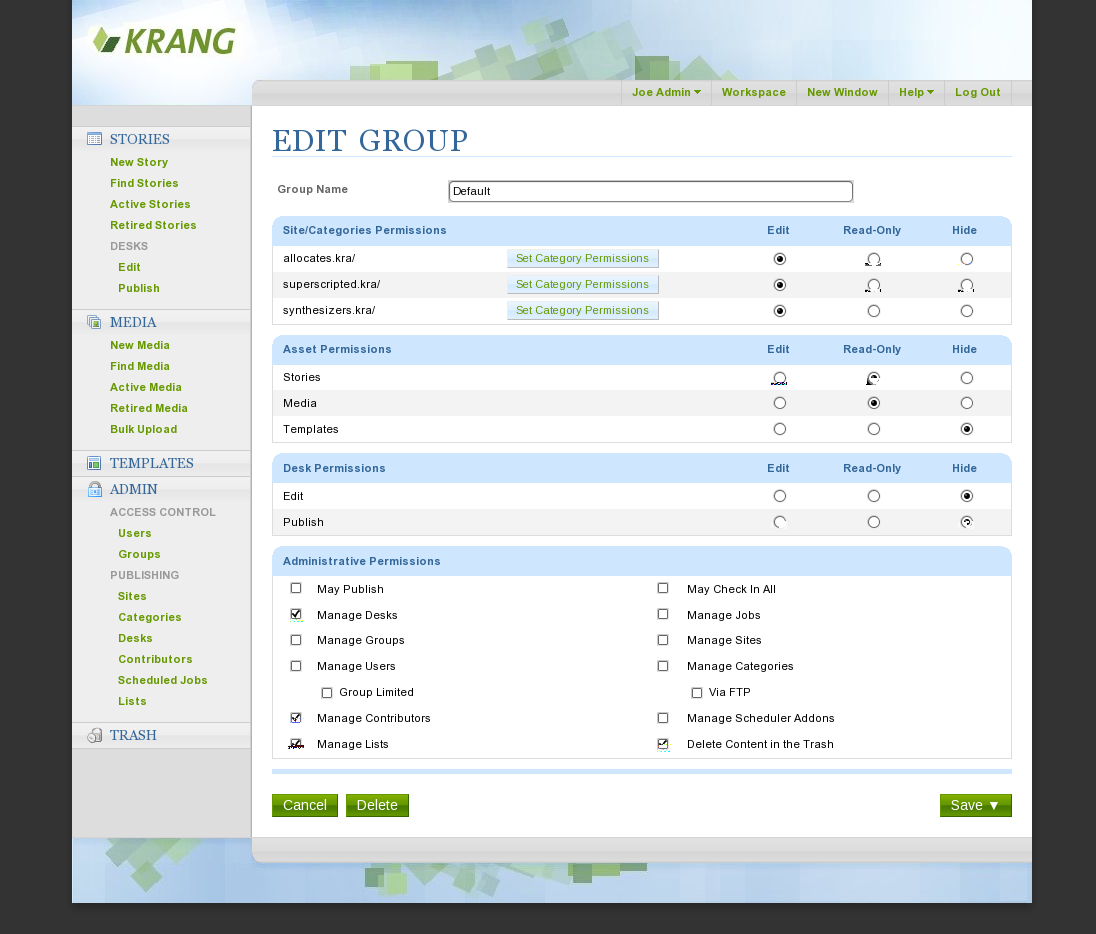 KRANG
Joe Admin Workspace New Window Help Log Out
STORIES
New Story
Find Stories
Active Stories
Retired Stories
DESKS
Edit
Publish
MEDIA
New Media
Find Media
Active Media
Retired Media
Bulk Upload
TEMPLATES
ADMIN
ACCESS CONTROL
Users
Groups
PUBLISHING
Sites
Categories
Desks
Contributors
Scheduled Jobs
Lists
TRASH
EDIT GROUP
Group Name Default
Site/Categories Permissions Edit Read-Only Hide
allocates.kra/ Set Category Permissions
superscripted.kra/ Set Category Permissions
synthesizers.kra/ Set Category Permissions
Asset Permissions Edit Read-Only Hide
Stories
Media
Templates
Desk Permissions Edit Read-Only Hide
Edit
Publish
Administrative Permissions
May Publish May Check In All
Manage Desks Manage Jobs
Manage Groups Manage Sites
Manage Users Manage Categories
Group Limited Via FTP
Manage Contributors Manage Scheduler Addons
Manage Lists Delete Content in the Trash
Cancel Delete Save ▼